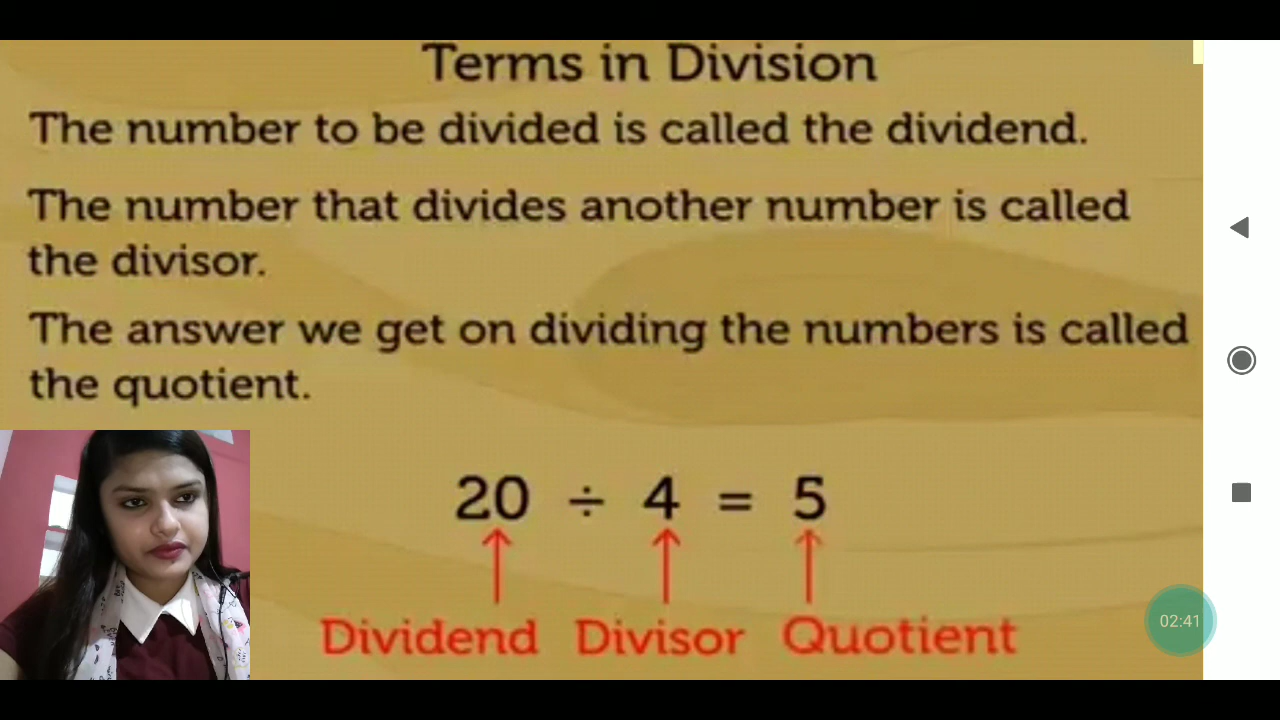 Terms in Division
The number to be divided is called the dividend.
The number that divides another number is called
the divisor.
The answer we get on dividing the numbers is called
the quotient.
20 ÷ 4 = 5
Dividend Divisor Quotient
02:41